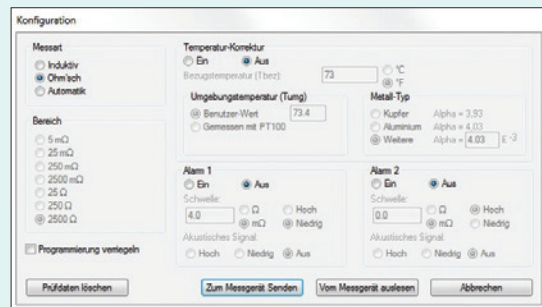 Konfiguration
Messart
Induktiv
Ohm'sch
Automatik
Bereich
5 mΩ
25 mΩ
250 mΩ
2500 mΩ
25 Ω
250 Ω
2500 Ω
Programmierung verriegeln
Temperatur-Korrektur
Ein Aus
Bezugstemperatur (Tbez): 73 °C
°F
Umgebungstemperatur (Tumg)
Benutzer-Wert 73.4
Gemessen mit PT100
Metall-Typ
Kupfer Alpha = 3,93
Aluminium Alpha = 4,03
Weitere Alpha = 4.03 E -3
Alarm 1
Ein Aus
Schwelle:
4.0 Ω Hoch
mΩ Niedrig
Akustisches Signal:
Hoch Niedrig Aus
Alarm 2
Ein Aus
Schwelle:
0.0 Ω Hoch
mΩ Niedrig
Akustisches Signal:
Hoch Niedrig Aus
Prüfdaten löschen Zum Messgerät Senden Vom Messgerät auslesen Abbrechen